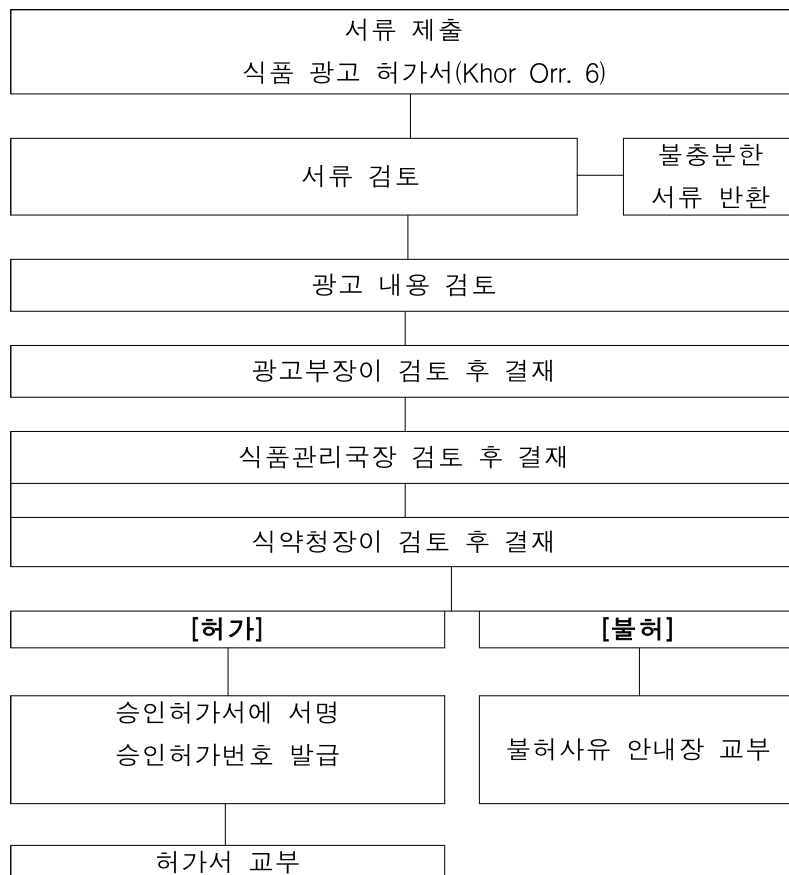 서류 제출
식품 광고 허가서(Khor Orr. 6)
서류 검토
불충분한
서류 반환
광고 내용 검토
광고부장이 검토 후 결재
식품관리국장 검토 후 결재
식약청장이 검토 후 결재
[허가]
[불허]
승인허가서에 서명
승인허가번호 발급
불허사유 안내장 교부
허가서 교부